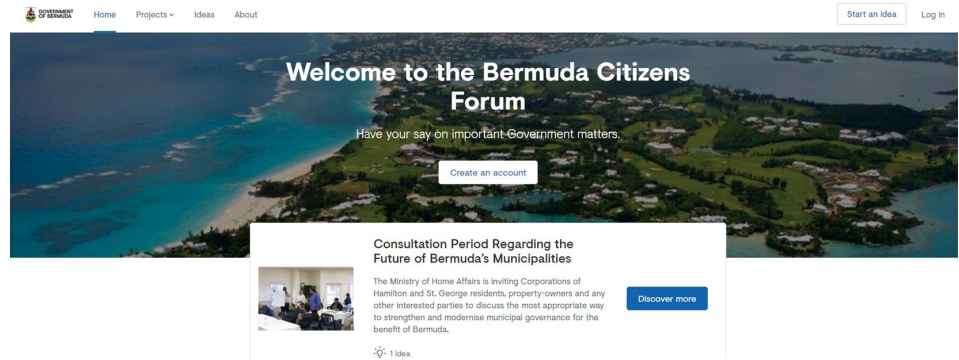 GOVERNMENT
OF BERMUDA
Home
Projects
Ideas
About
Start an idea
Log in
Welcome to the Bermuda Citizens
Forum
Have your say on important Government matters.
Create an account
Consultation Period Regarding the
Future of Bermuda's Municipalities
The Ministry of Home Affairs is inviting Corporations of
Hamilton and St. George residents, property-owners and any
other interested parties to discuss the most appropriate way
to strengthen and modernise municipal governance for the
benefit of Bermuda.
Discover more
1 idea